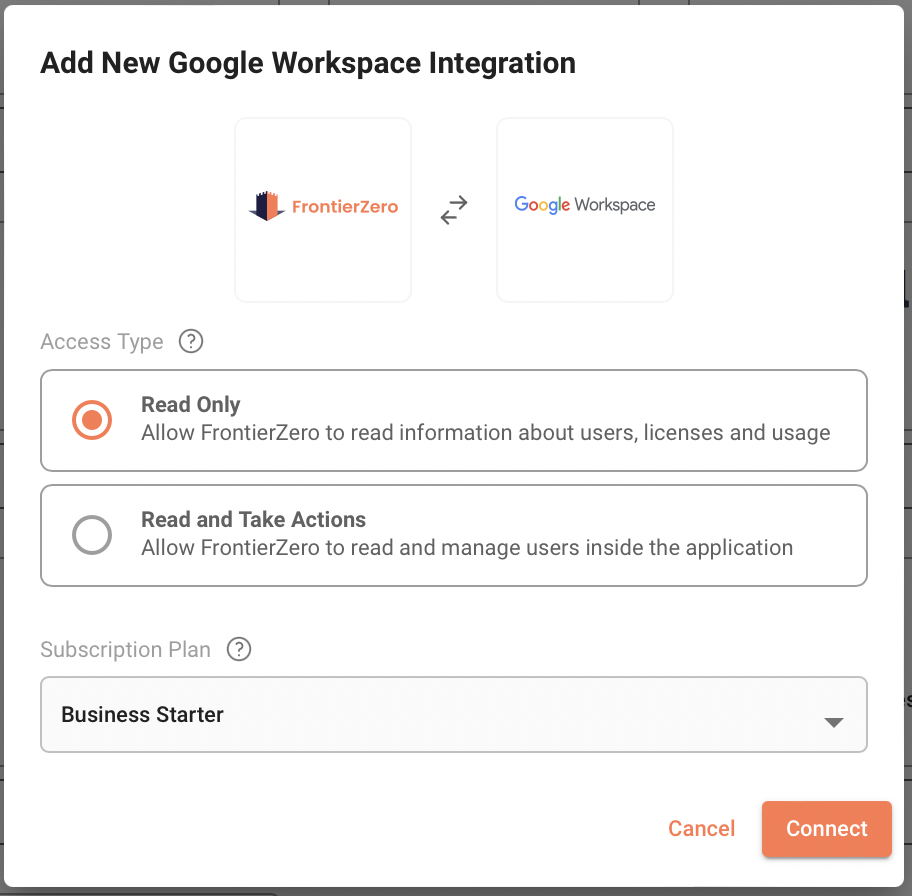 Add New Google Workspace Integration
FrontierZero
Google Workspace
Access Type ?
Read Only
Allow FrontierZero to read information about users, licenses and usage
Read and Take Actions
Allow FrontierZero to read and manage users inside the application
Subscription Plan ?
Business Starter
Cancel
Connect